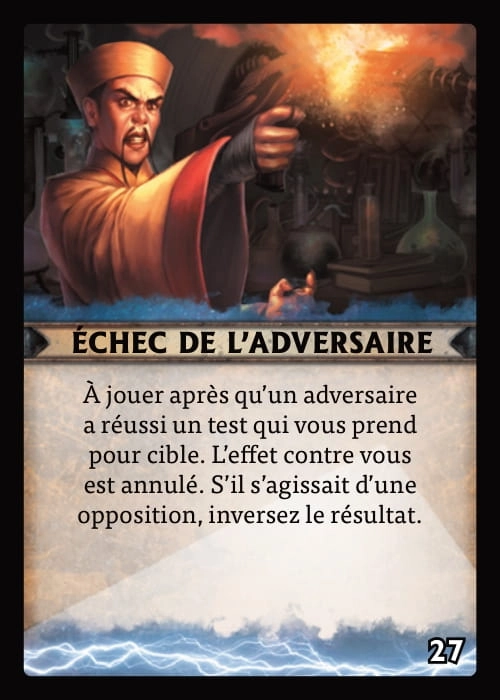 ÉCHEC DE L’ADVERSAIRE
À jouer après qu’un adversaire
a réussi un test qui vous prend
pour cible. L’effet contre vous
est annulé. S’il s’agissait d’une
opposition, inversez le résultat.
27